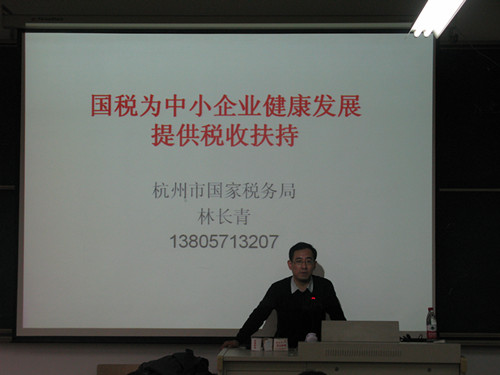 国税为中小企业健康发展
提供税收扶持
杭州市国家税务局
林长青
13805713207